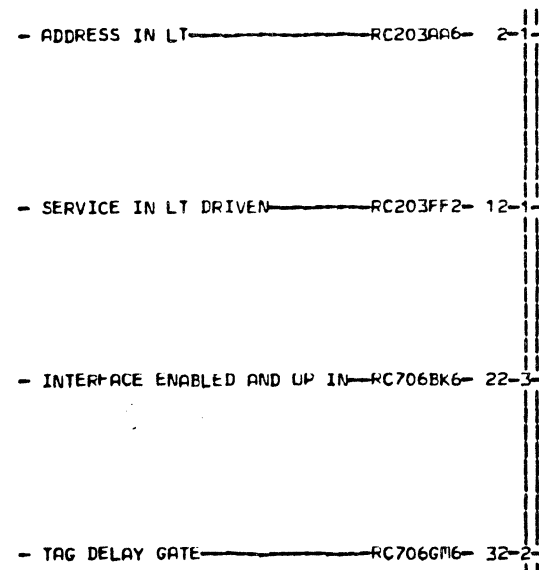 - ADDRESS IN LT———RC203AA6- 2-1-
- SERVICE IN LT DRIVEN———RC203FF2- 12-1-
- INTERFACE ENABLED AND UP IN—RC706BK6- 22-3-
- TAG DELAY GATE———RC706GM6- 32-2-